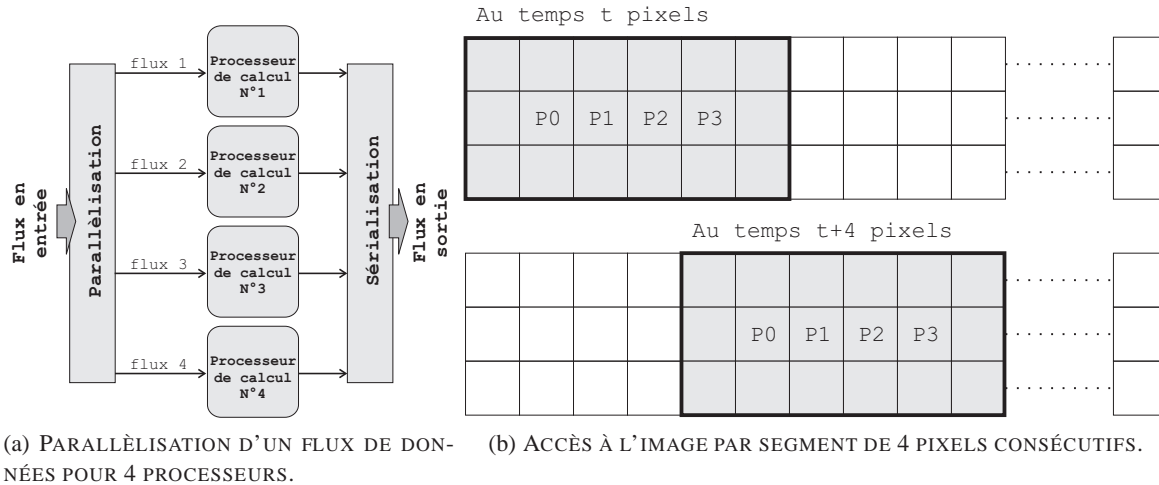 flux 1
Processeur
de calcul
N°1
flux 2
Processeur
de calcul
N°2
flux 3
Processeur
de calcul
N°3
flux 4
Processeur
de calcul
N°4
Flux en
entrée
Parallèlisation
Sérialisation
Flux en
sortie
(a) PARALLÈLISATION D'UN FLUX DE DON-
NÉES POUR 4 PROCESSEURS.
Au temps t pixels
P0 P1 P2 P3
Au temps t+4 pixels
P0 P1 P2 P3
(b) ACCÈS À L'IMAGE PAR SEGMENT DE 4 PIXELS CONSÉCUTIFS.